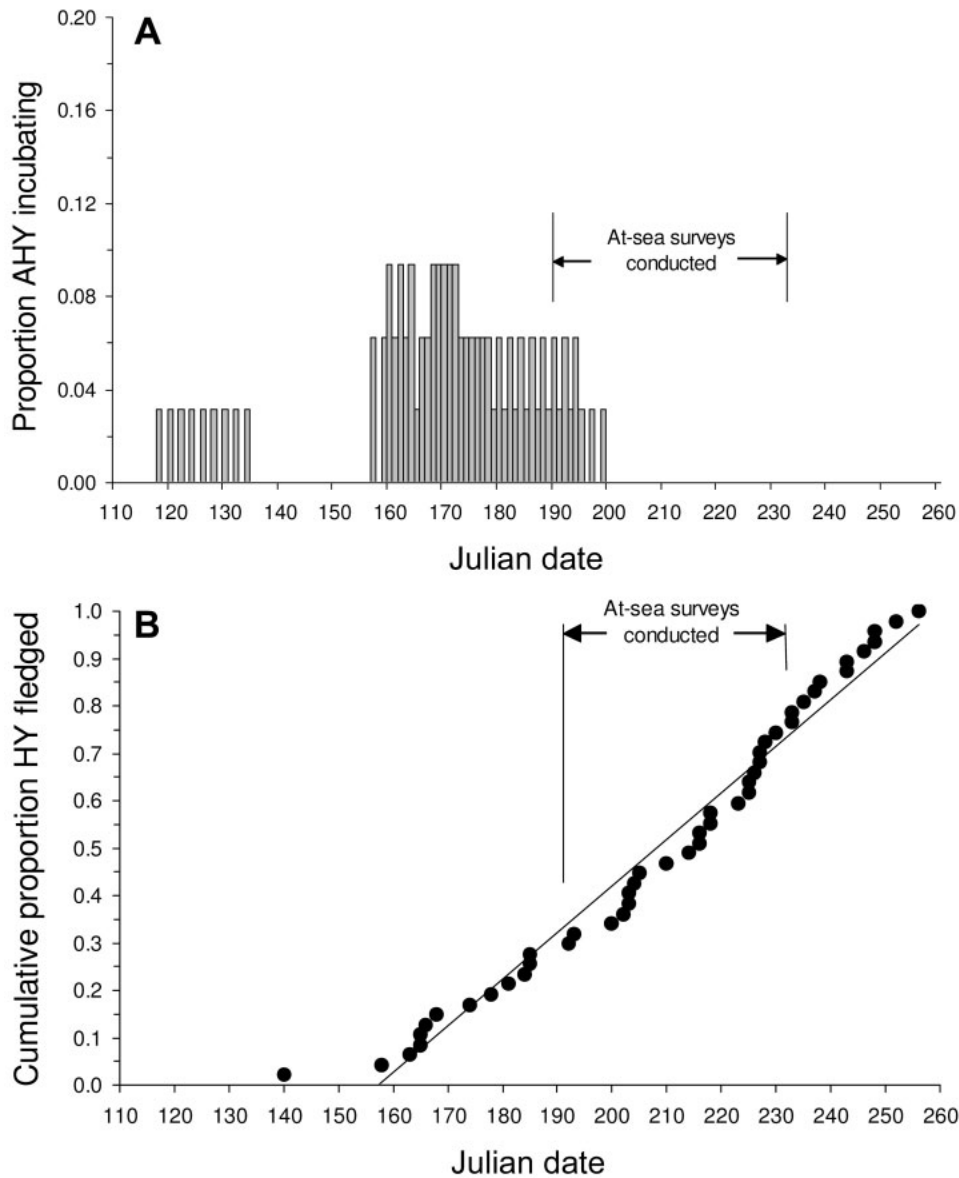 A
0.20
0.16
0.12
0.08
0.04
0.00
Proportion AHY incubating
At-sea surveys
conducted
110 120 130 140 150 160 170 180 190 200 210 220 230 240 250 260
Julian date
B
1.0
0.9
0.8
0.7
0.6
0.5
0.4
0.3
0.2
0.1
0.0
Cumulative proportion HY fledged
At-sea surveys
conducted
110 120 130 140 150 160 170 180 190 200 210 220 230 240 250 260
Julian date